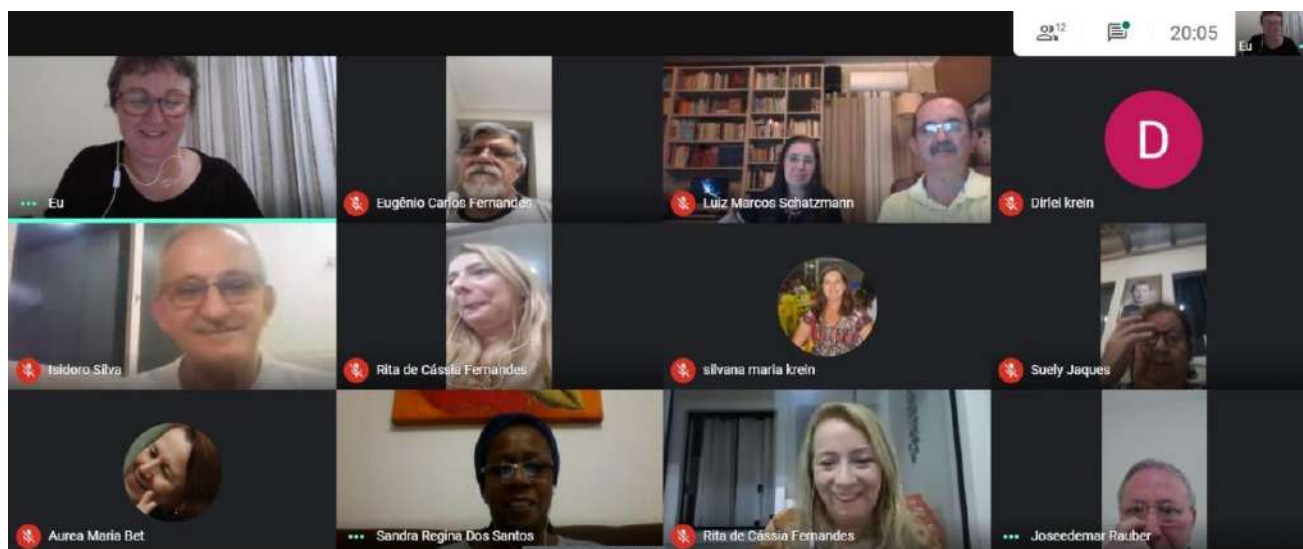 12
20:05
Eu
Eu
Eugênio Carlos Fernandes
Luiz Marcos Schatzmann
D
Dirlei krein
Isidoro Silva
Rita de Cássia Fernandes
silvana maria krein
Suely Jaques
Aurea Maria Bet
Sandra Regina Dos Santos
Rita de Cássia Fernandes
Joseedemar Rauber